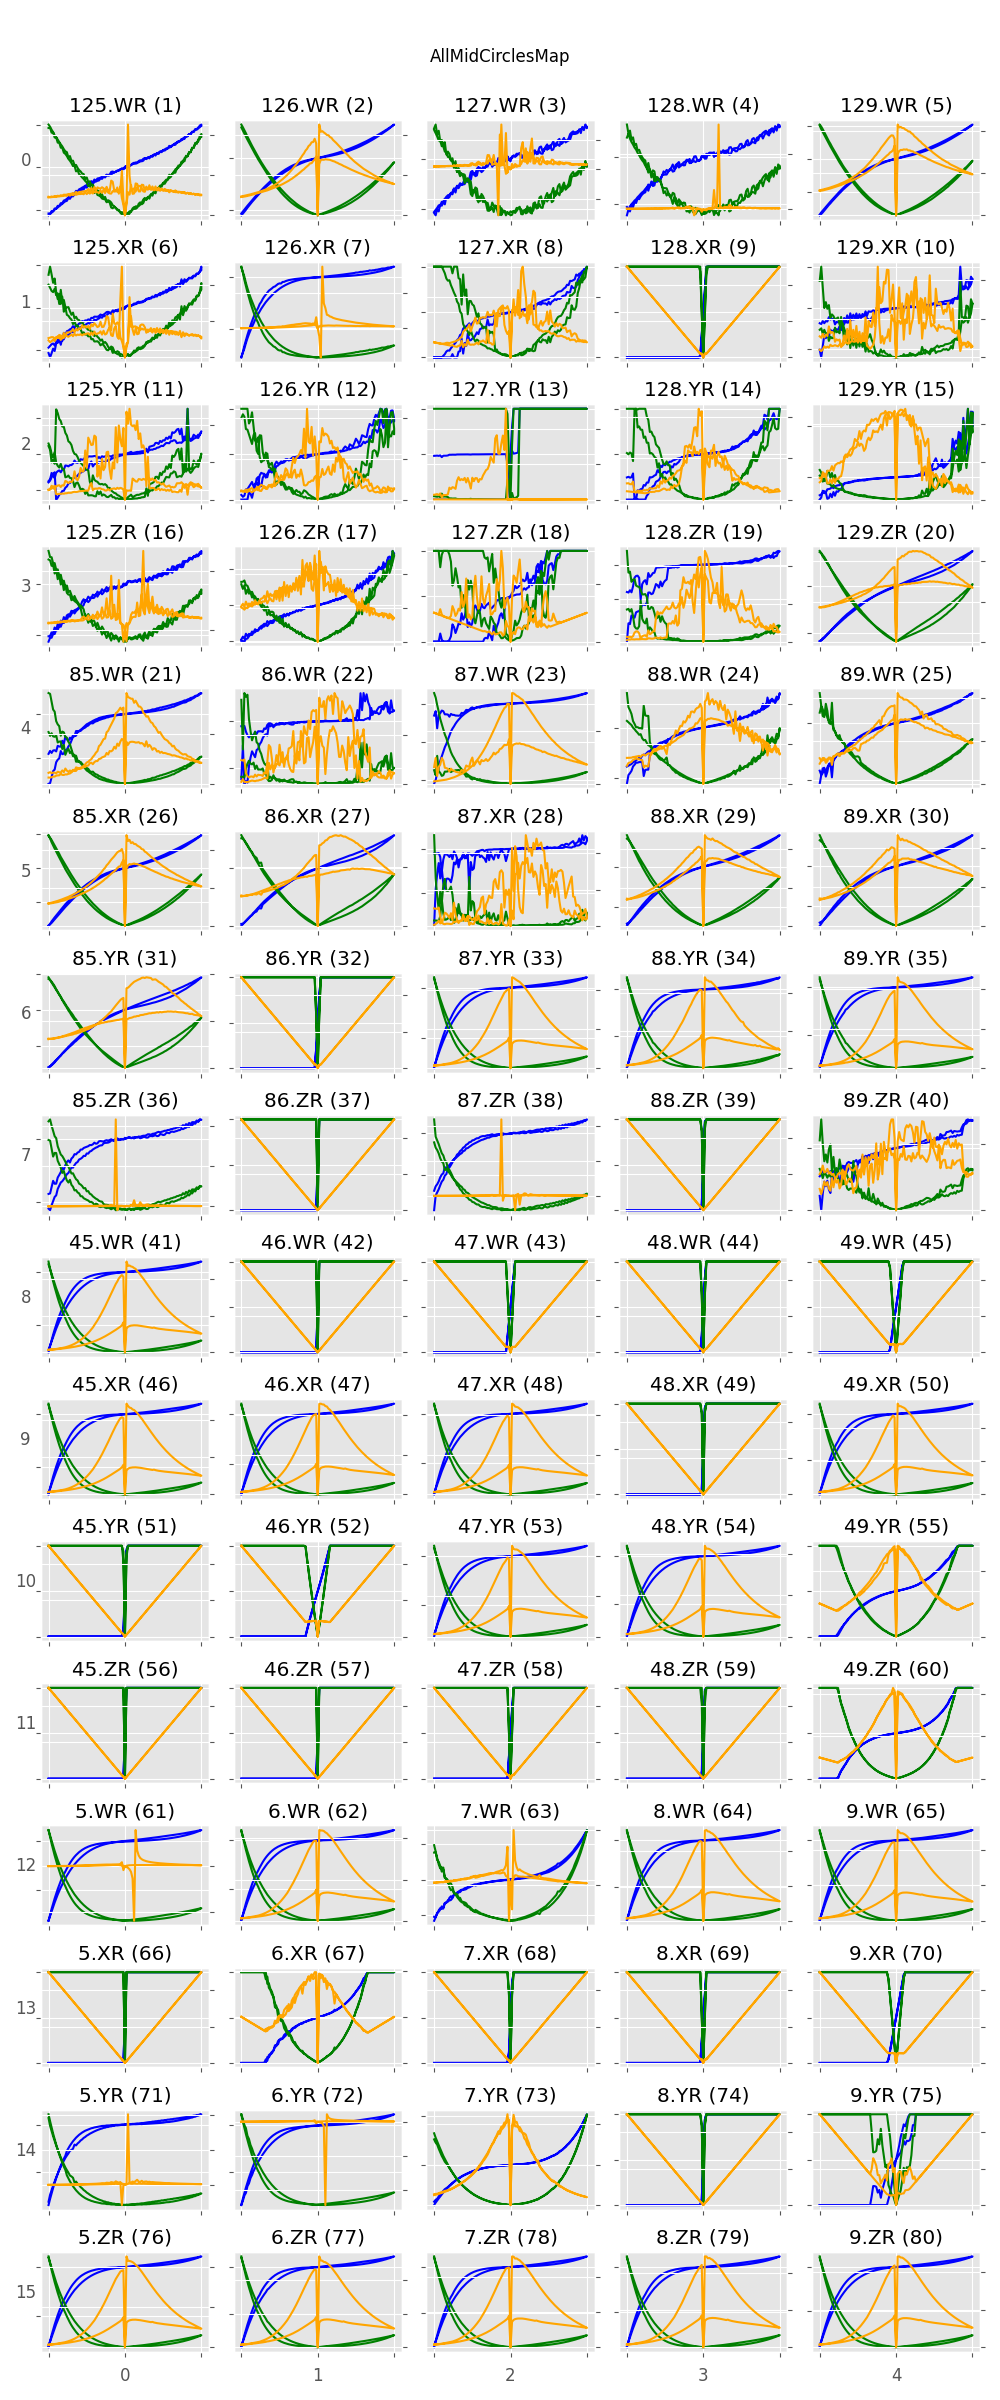 AllMidCirclesMap
125.WR (1) 126.WR (2) 127.WR (3) 128.WR (4) 129.WR (5)
0
125.XR (6) 126.XR (7) 127.XR (8) 128.XR (9) 129.XR (10)
1
125.YR (11) 126.YR (12) 127.YR (13) 128.YR (14) 129.YR (15)
2
125.ZR (16) 126.ZR (17) 127.ZR (18) 128.ZR (19) 129.ZR (20)
3
85.WR (21) 86.WR (22) 87.WR (23) 88.WR (24) 89.WR (25)
4
85.XR (26) 86.XR (27) 87.XR (28) 88.XR (29) 89.XR (30)
5
85.YR (31) 86.YR (32) 87.YR (33) 88.YR (34) 89.YR (35)
6
85.ZR (36) 86.ZR (37) 87.ZR (38) 88.ZR (39) 89.ZR (40)
7
45.WR (41) 46.WR (42) 47.WR (43) 48.WR (44) 49.WR (45)
8
45.XR (46) 46.XR (47) 47.XR (48) 48.XR (49) 49.XR (50)
9
45.YR (51) 46.YR (52) 47.YR (53) 48.YR (54) 49.YR (55)
10
45.ZR (56) 46.ZR (57) 47.ZR (58) 48.ZR (59) 49.ZR (60)
11
5.WR (61) 6.WR (62) 7.WR (63) 8.WR (64) 9.WR (65)
12
5.XR (66) 6.XR (67) 7.XR (68) 8.XR (69) 9.XR (70)
13
5.YR (71) 6.YR (72) 7.YR (73) 8.YR (74) 9.YR (75)
14
5.ZR (76) 6.ZR (77) 7.ZR (78) 8.ZR (79) 9.ZR (80)
15
0 1 2 3 4